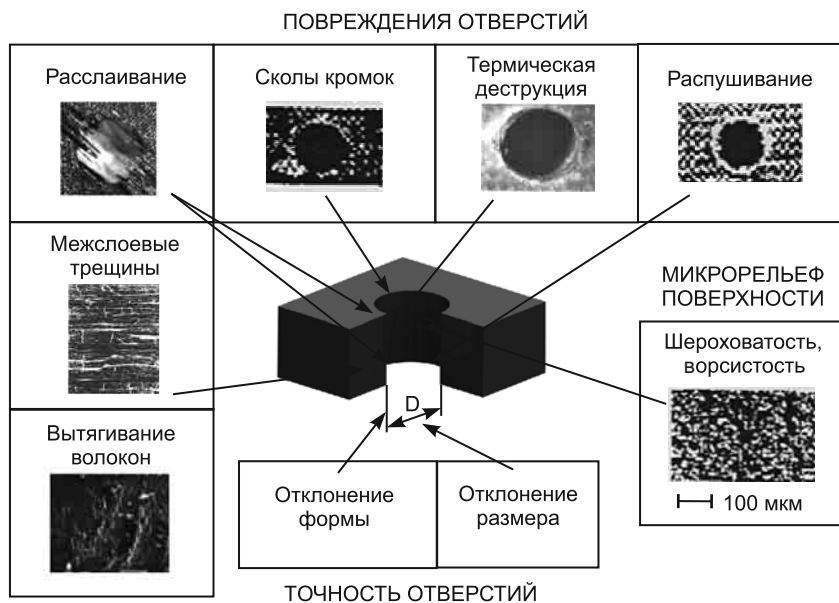 ПОВРЕЖДЕНИЯ ОТВЕРСТИЙ
Расслаивание
Сколы кромок
Термическая
деструкция
Распушивание
Межслоевые
трещины
МИКРОРЕЛЬЕФ
ПОВЕРХНОСТИ
Шероховатость,
ворсистость
100 мкм
Вытягивание
волокон
D
Отклонение
формы
Отклонение
размера
ТОЧНОСТЬ ОТВЕРСТИЙ